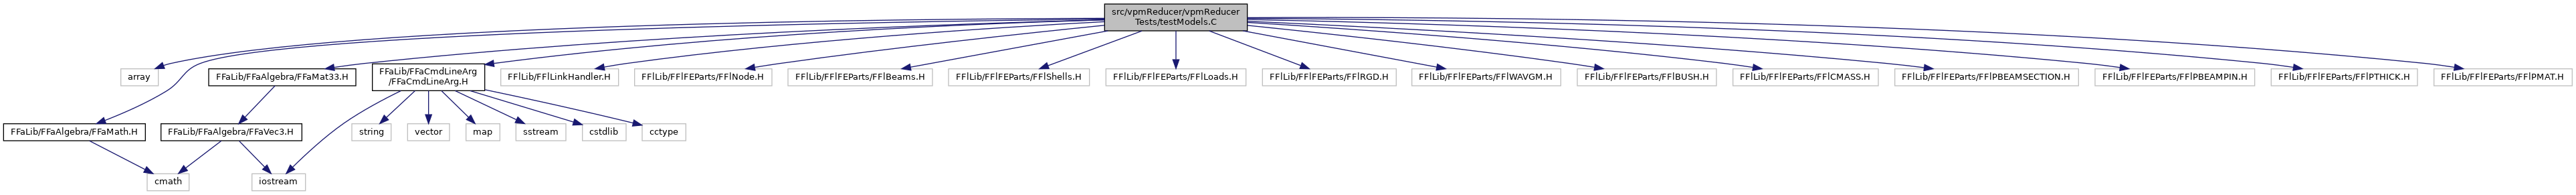 src/vpmReducer/vpmReducer
Tests/testModels.C
array
FFaLib/FFaAlgebra/FFaMat33.H
FFaLib/FFaCmdLineArg
/FFaCmdLineArg.H
FFlLib/FFlLinkHandler.H
FFlLib/FFlFEParts/FFlNode.H
FFlLib/FFlFEParts/FFlBeams.H
FFlLib/FFlFEParts/FFlShells.H
FFlLib/FFlFEParts/FFlLoads.H
FFlLib/FFlFEParts/FFlRGD.H
FFlLib/FFlFEParts/FFlWAVGM.H
FFlLib/FFlFEParts/FFlBUSH.H
FFlLib/FFlFEParts/FFlCMASS.H
FFlLib/FFlFEParts/FFlPBEAMSECTION.H
FFlLib/FFlFEParts/FFlPBEAMPIN.H
FFlLib/FFlFEParts/FFlPTHICK.H
FFlLib/FFlFEParts/FFlPMAT.H
FFaLib/FFaAlgebra/FFaMath.H
FFaLib/FFaAlgebra/FFaVec3.H
string
vector
map
sstream
cstdlib
cctype
cmath
iostream